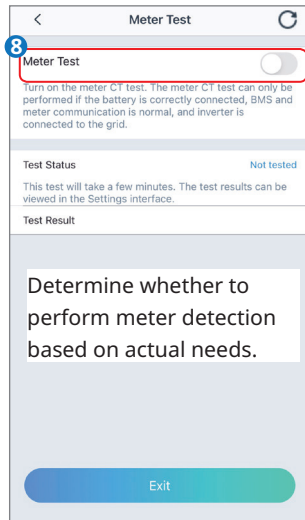 Meter Test
8
Meter Test
Turn on the meter CT test. The meter CT test can only be
performed if the battery is correctly connected, BMS and
meter communication is normal, and inverter is
connected to the grid.
Test Status Not tested
This test will take a few minutes. The test results can be
viewed in the Settings interface.
Test Result
Determine whether to
perform meter detection
based on actual needs.
Exit